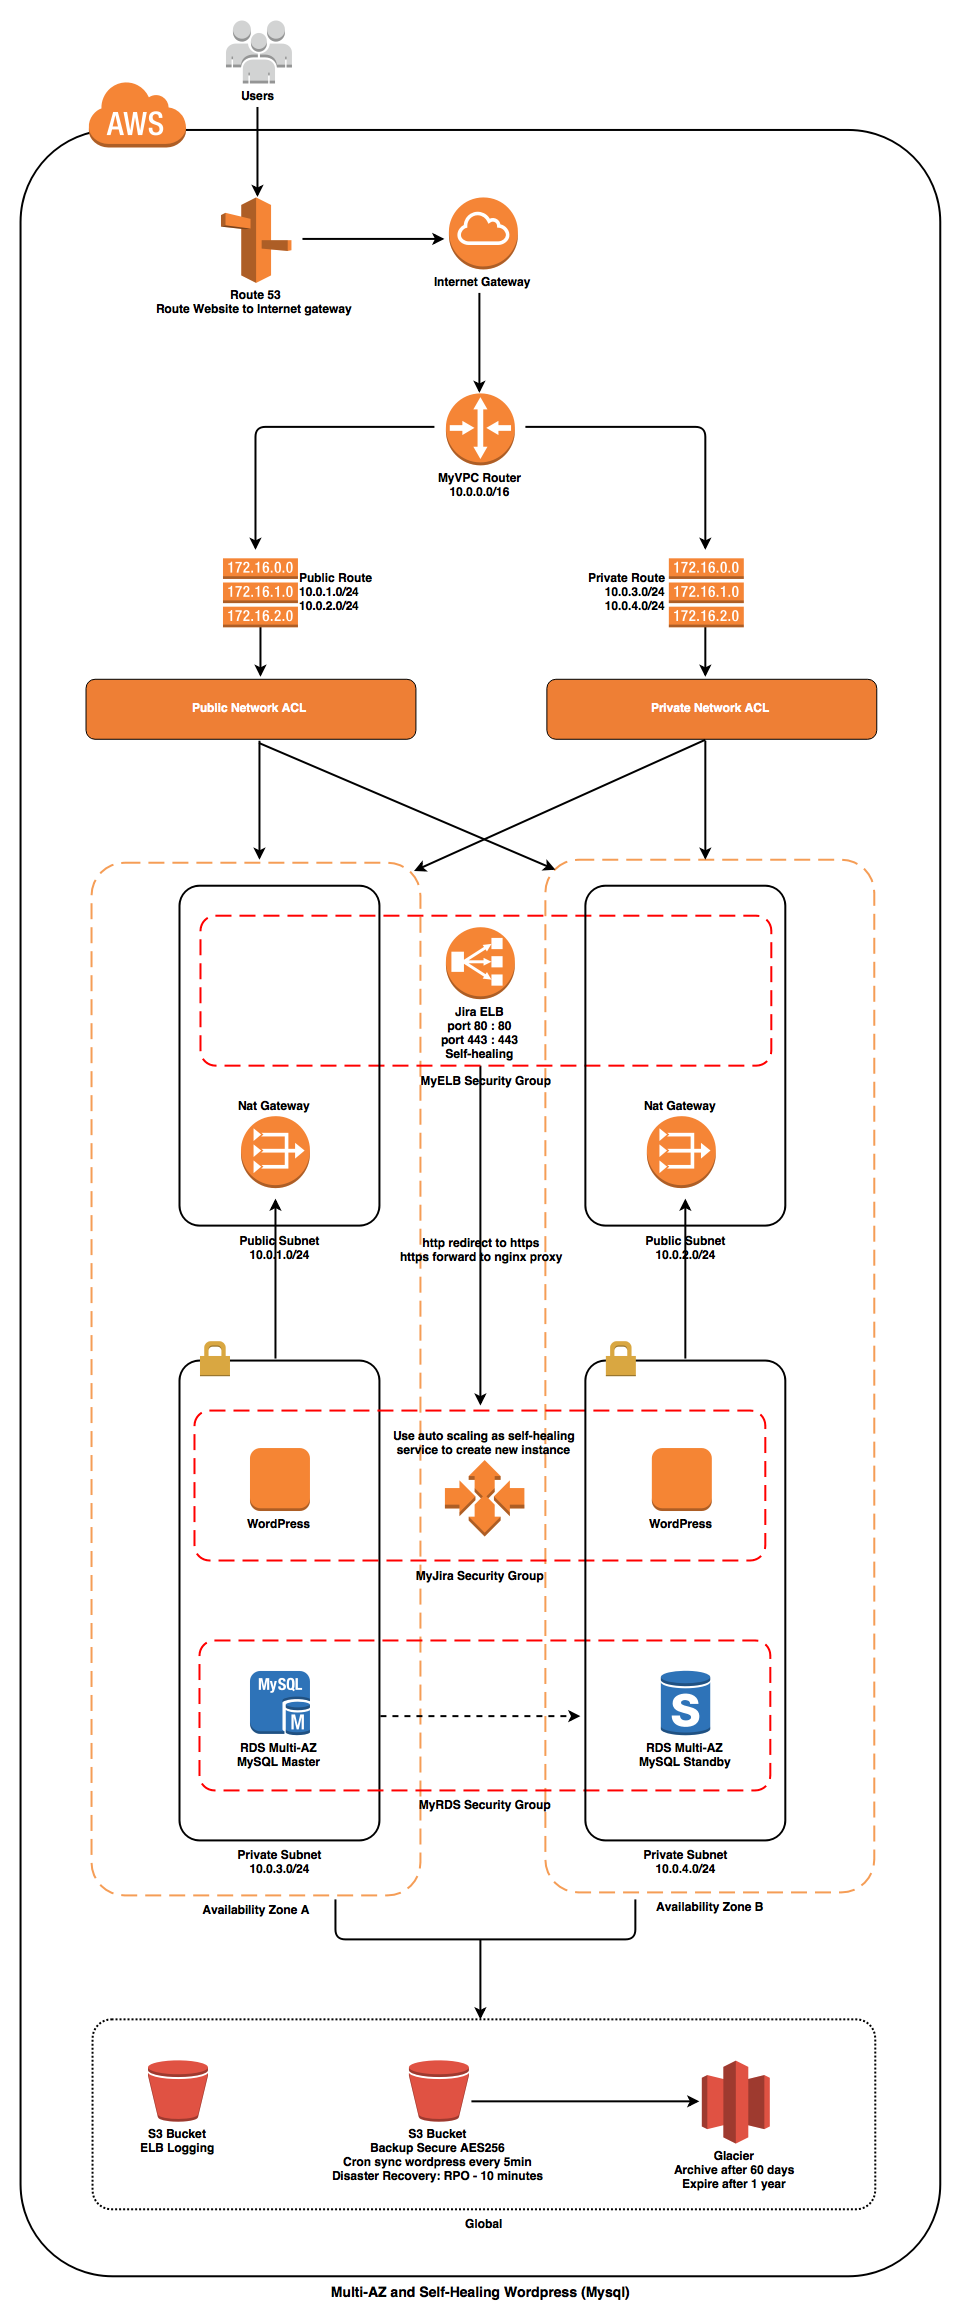 Users
AWS
Route 53
Route Website to Internet gateway
Internet Gateway
MyVPC Router
10.0.0.0/16
172.16.0.0
172.16.1.0
172.16.2.0
Public Route
10.0.1.0/24
10.0.2.0/24
Private Route
10.0.3.0/24
10.0.4.0/24
172.16.0.0
172.16.1.0
172.16.2.0
Public Network ACL
Private Network ACL
Jira ELB
port 80 : 80
port 443 : 443
Self-healing
MyELB Security Group
Nat Gateway
Nat Gateway
Public Subnet
10.0.1.0/24
http redirect to https
https forward to nginx proxy
Public Subnet
10.0.2.0/24
Use auto scaling as self-healing
service to create new instance
WordPress
WordPress
MyJira Security Group
MySQL
M
RDS Multi-AZ
MySQL Master
S
RDS Multi-AZ
MySQL Standby
MyRDS Security Group
Private Subnet
10.0.3.0/24
Private Subnet
10.0.4.0/24
Availability Zone A
Availability Zone B
S3 Bucket
ELB Logging
S3 Bucket
Backup Secure AES256
Cron sync wordpress every 5min
Disaster Recovery: RPO - 10 minutes
Glacier
Archive after 60 days
Expire after 1 year
Global
Multi-AZ and Self-Healing Wordpress (Mysql)